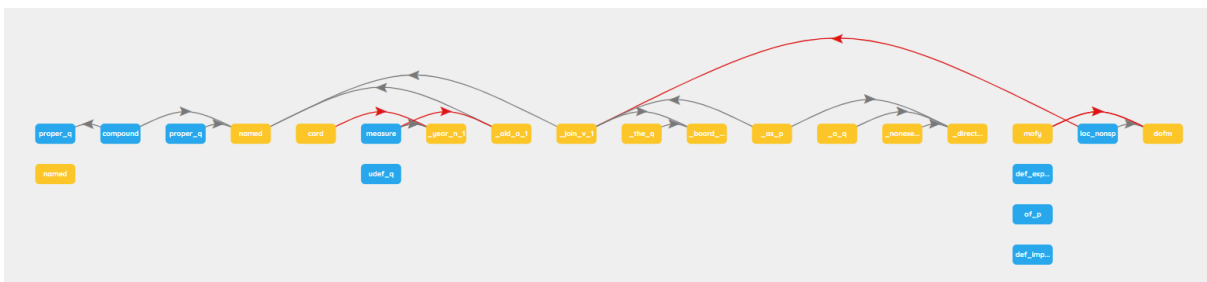 proper_q compound proper_q named card measure _year_n_1 _old_a_1 _join_v_1 _the_q _board_... _as_p _a_q _nonexe... _direct... mofy loc_nonsp dofm
named udef_q def_exp...
of_p
def_imp...